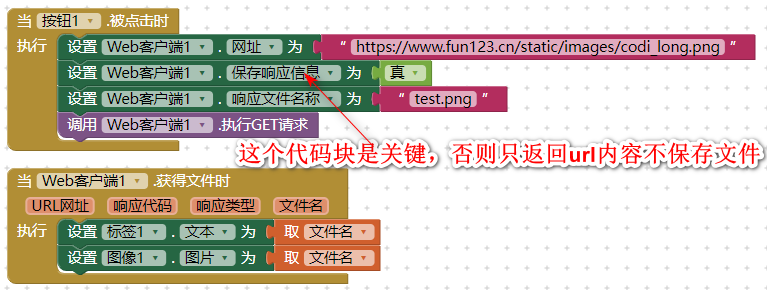 当 按钮1 .被点击时
执行 设置 Web客户端1 . 网址 为 “ https://www.fun123.cn/static/images/codi_long.png ”
设置 Web客户端1 . 保存响应信息 为 真
设置 Web客户端1 . 响应文件名称 为 “ test.png ”
调用 Web客户端1 .执行GET请求
这个代码块是关键，否则只返回url内容不保存文件
当 Web客户端1 .获得文件时
URL网址 响应代码 响应类型 文件名
执行 设置 标签1 . 文本 为 取 文件名
设置 图像1 . 图片 为 取 文件名